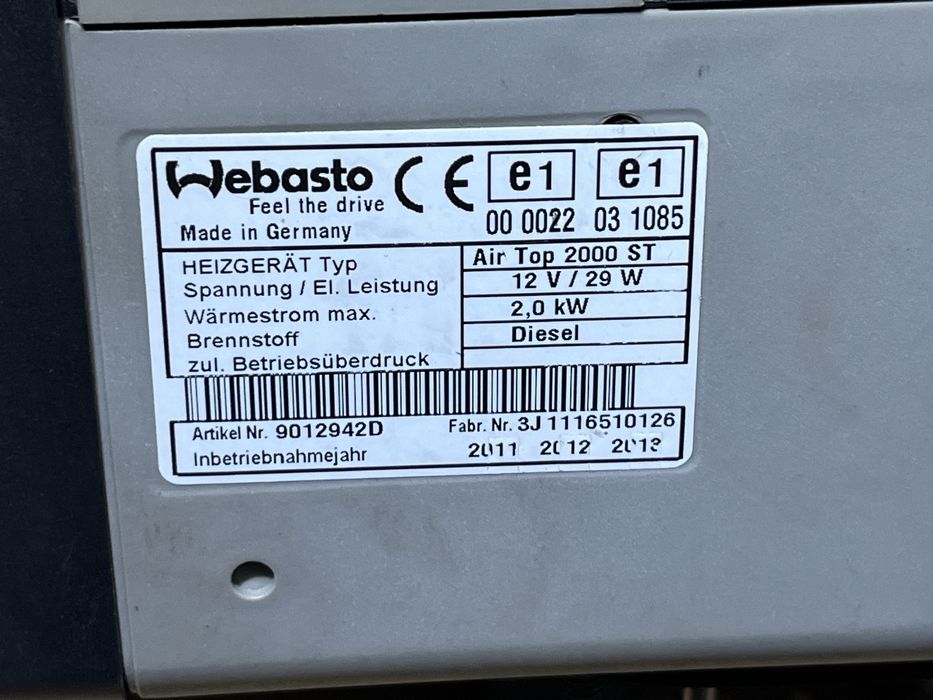 Webasto
Feel the drive
Made in Germany
CE
e1 e1
00 0022 03 1085
HEIZGERÄT Typ Air Top 2000 ST
Spannung / El. Leistung 12 V / 29 W
Wärmestrom max. 2,0 kW
Brennstoff Diesel
zul. Betriebsüberdruck
Artikel Nr. 9012942D Fabr. Nr. 3J 1116510126
Inbetriebnahmejahr 2011 2012 2013